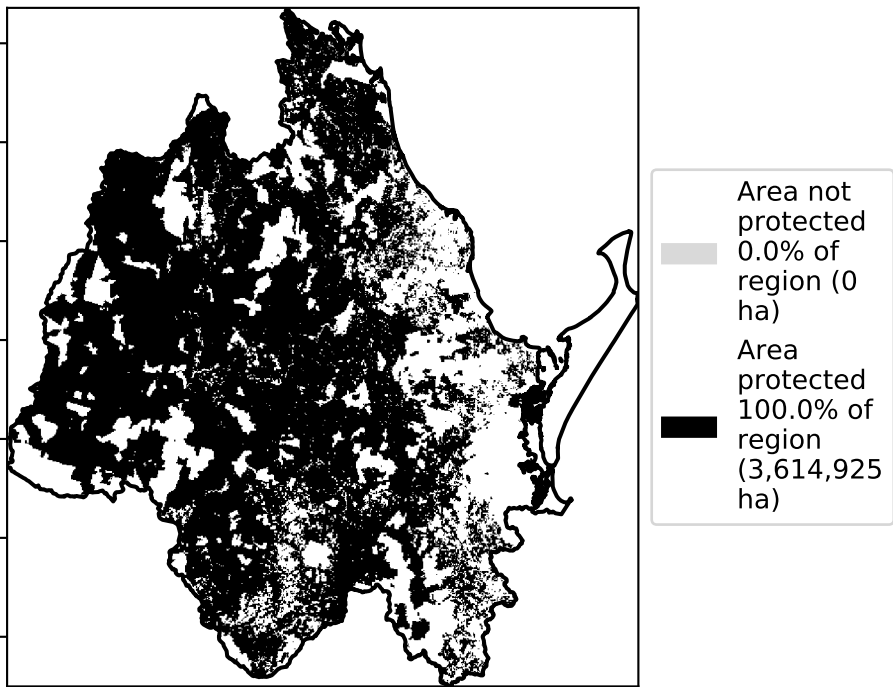 Area not
protected
0.0% of
region (0
ha)
Area
protected
100.0% of
region
(3,614,925
ha)